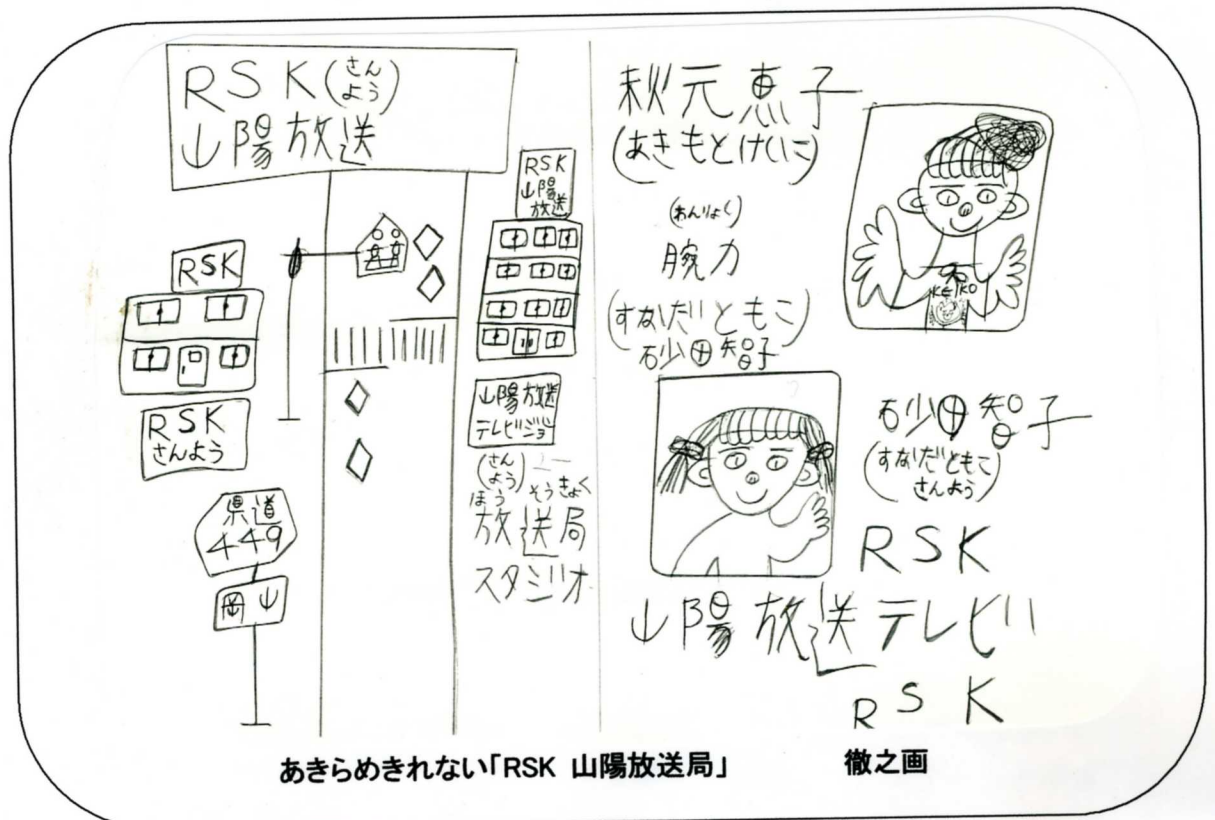 RSK(さん
よう)
山陽放送
RSK
山陽
放送
RSK
RSK
さんよう
山陽放送
テレビジョ
(さん
よう)
ほう そうきょく
放送局
スタジオ
県道
449
岡山
秋元恵子
(あきもとけいこ)
(わんりょく)
腕力
(すないだともこ)
砂田智子
KEIKO
砂田智子
(すないだともこ
さんよう)
RSK
山陽放送テレビ
RSK
あきらめきれない「RSK 山陽放送局」
徹之画